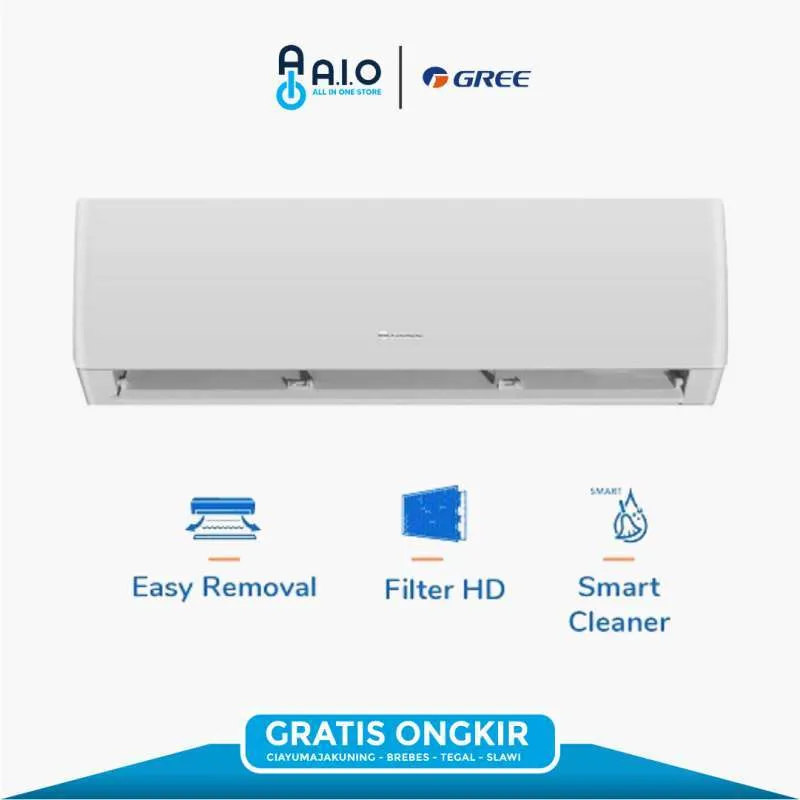 A.I.O
ALL IN ONE STORE
GREE
SMART
Easy Removal
Filter HD
Smart
Cleaner
GRATIS ONGKIR
CIAYUMAJAKUNING - BREBES - TEGAL - SLAWI